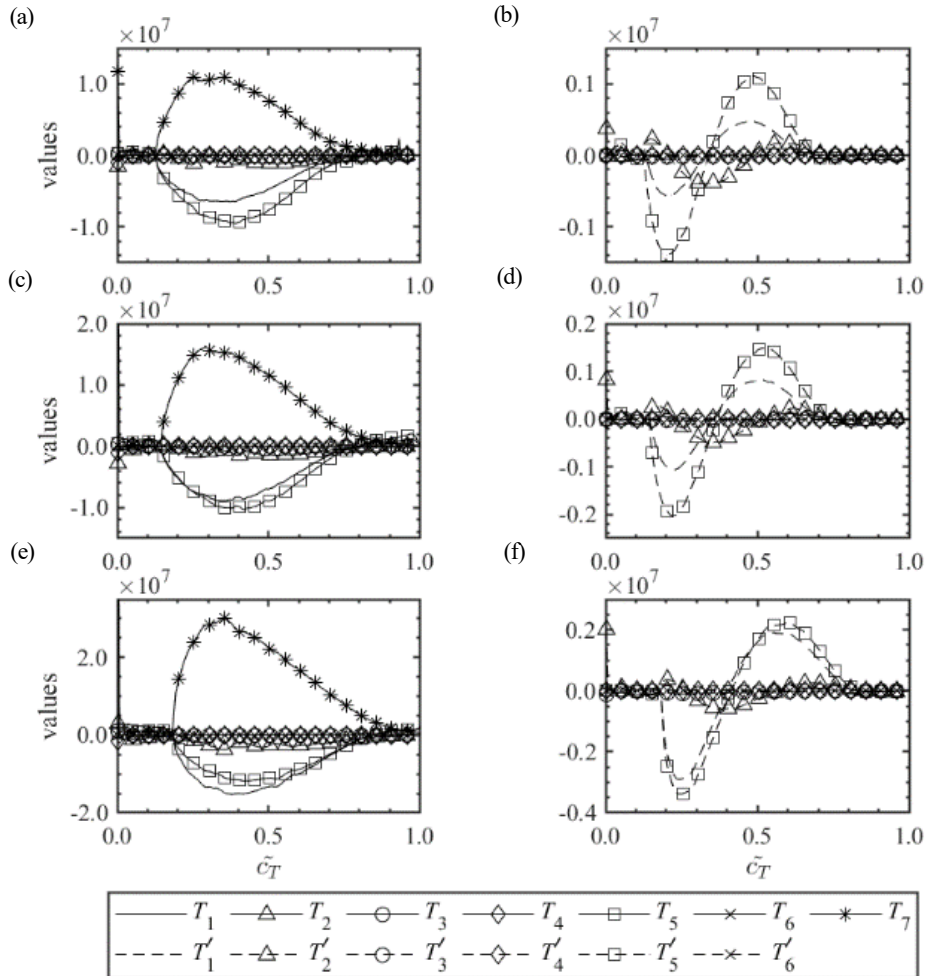 (a) (b)
×10⁷ ×10⁷
1.0 0.1
values 0.0 0.0
-1.0 -0.1
0.0 0.5 1.0 0.0 0.5 1.0
(c) (d)
×10⁷ ×10⁷
2.0 0.2
1.0 0.1
values 0.0 0.0
-0.1
-1.0 -0.2
0.0 0.5 1.0 0.0 0.5 1.0
(e) (f)
×10⁷ ×10⁷
0.2
2.0
values 0.0 0.0
-0.2
-2.0 -0.4
0.0 0.5 1.0 0.0 0.5 1.0
c̃_T c̃_T
T₁ T₂ T₃ T₄ T₅ T₆ T₇
T′₁ T′₂ T′₃ T′₄ T′₅ T′₆